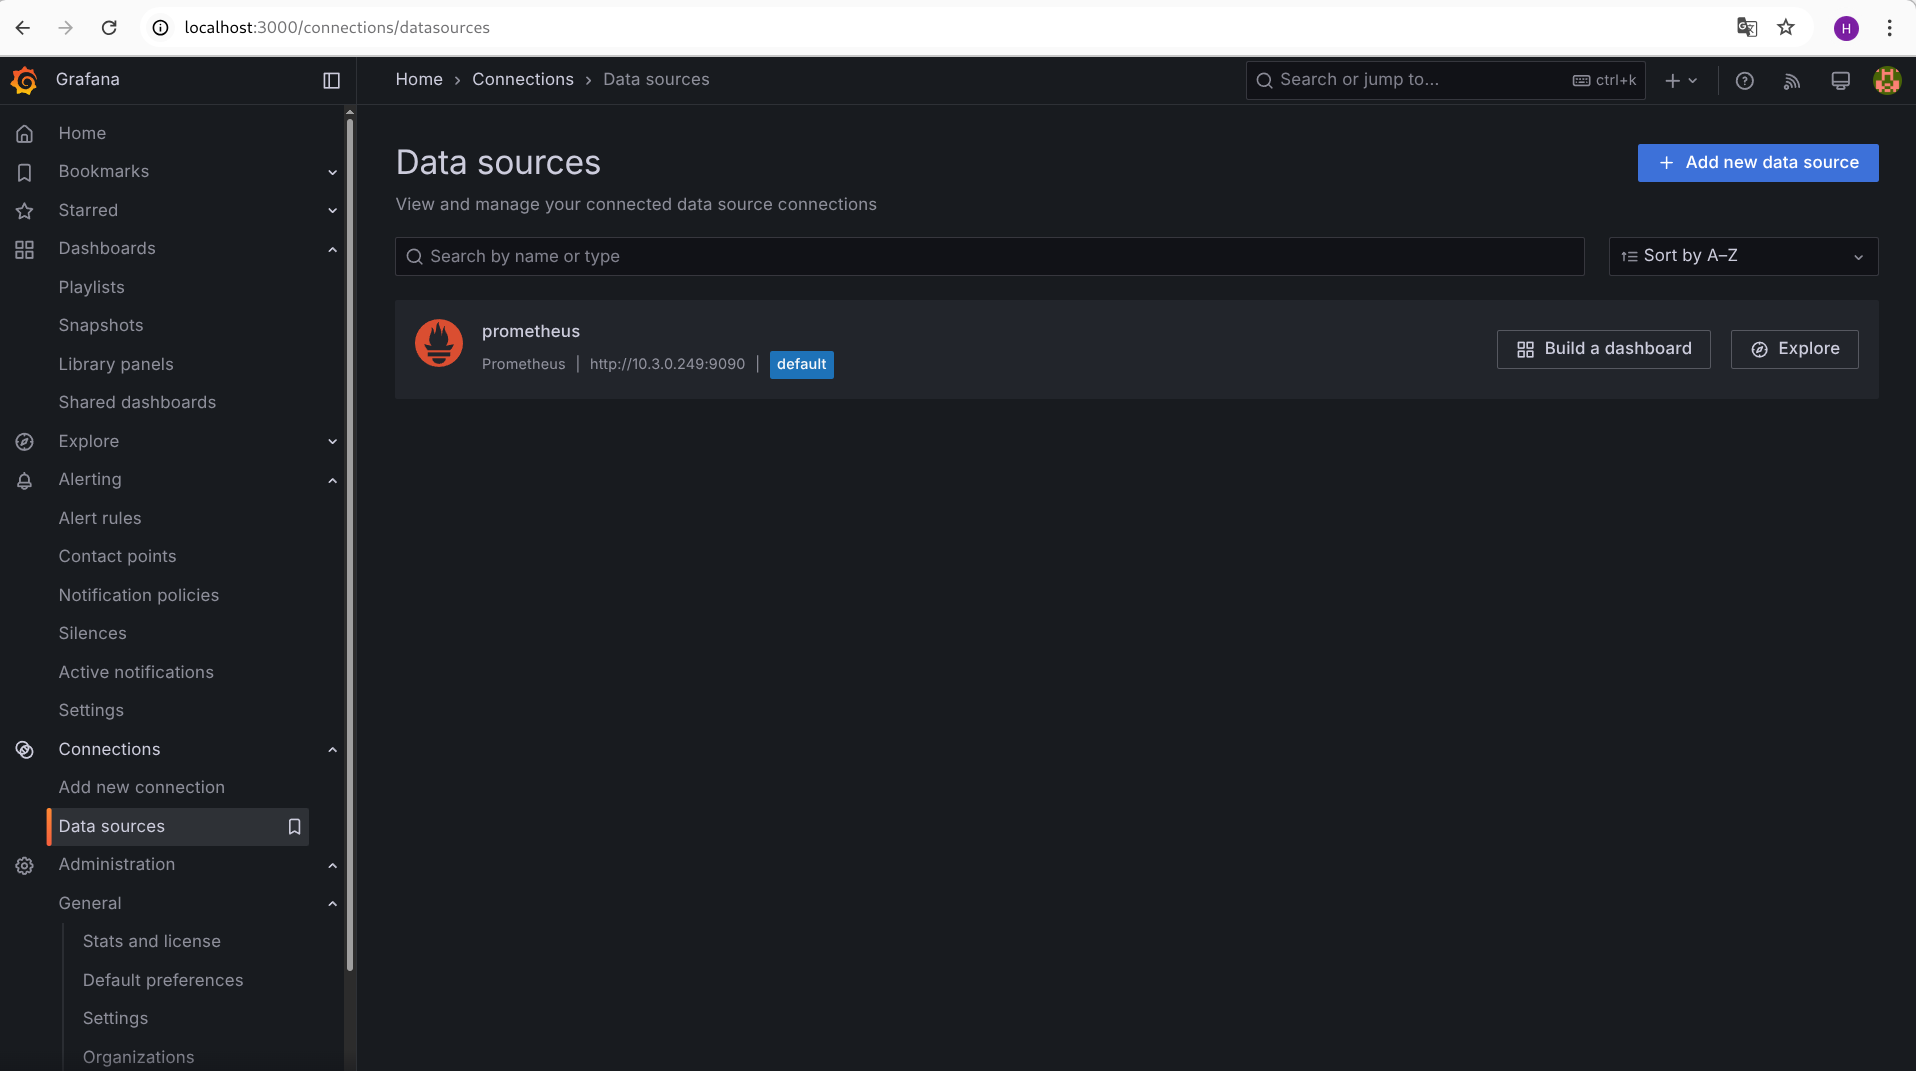 localhost:3000/connections/datasources
H
Grafana
Home › Connections › Data sources
Search or jump to...
ctrl+k
Home
Bookmarks
Starred
Dashboards
Playlists
Snapshots
Library panels
Shared dashboards
Explore
Alerting
Alert rules
Contact points
Notification policies
Silences
Active notifications
Settings
Connections
Add new connection
Data sources
Administration
General
Stats and license
Default preferences
Settings
Organizations
Data sources
Add new data source
View and manage your connected data source connections
Search by name or type
Sort by A–Z
prometheus
Prometheus | http://10.3.0.249:9090 | default
Build a dashboard
Explore